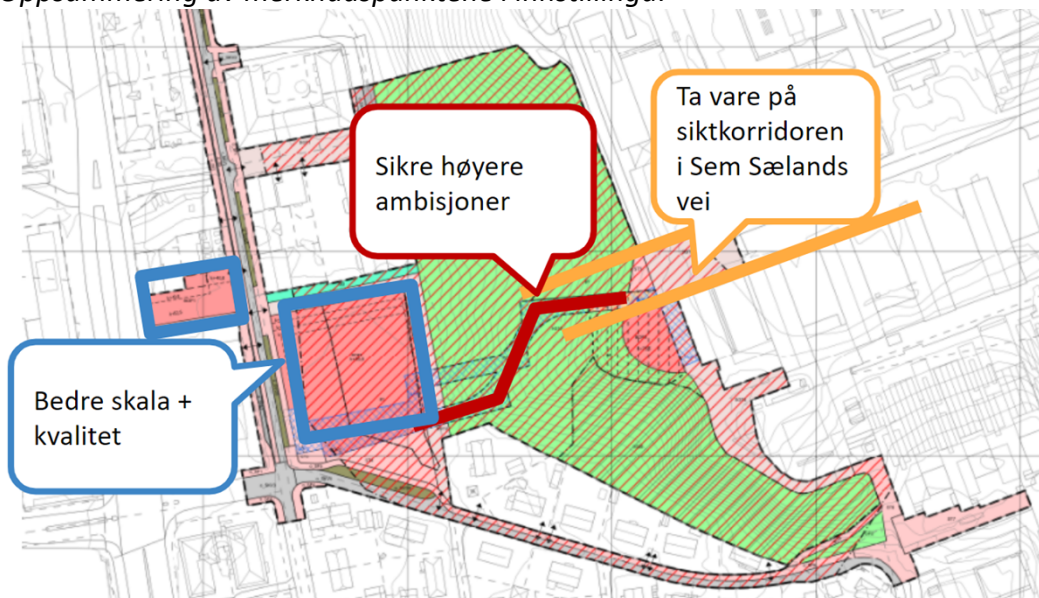 Oppsummering av merknadspunktene i innstillinga:
Sikre høyere
ambisjoner
Ta vare på
siktkorridoren
i Sem Sælands
vei
Bedre skala +
kvalitet